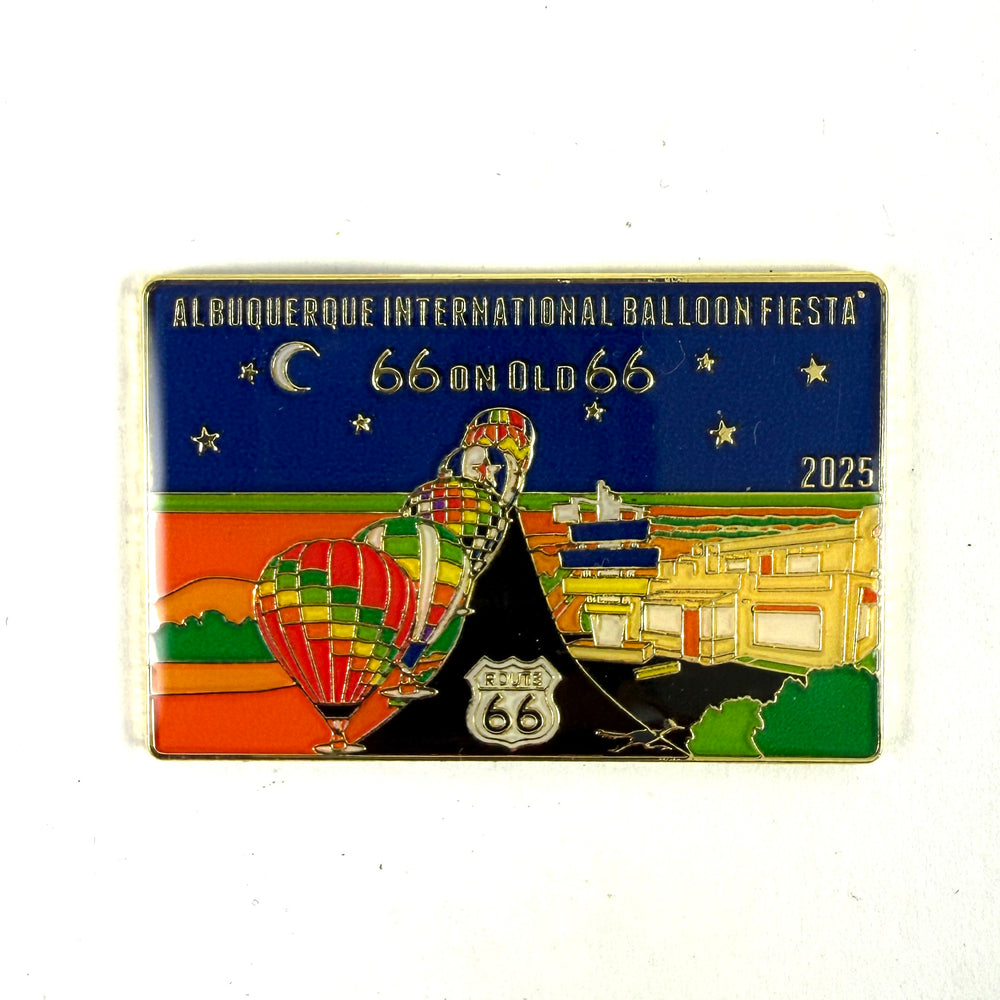 ALBUQUERQUE INTERNATIONAL BALLOON FIESTA®
66 ON OLD 66
2025
ROUTE
66